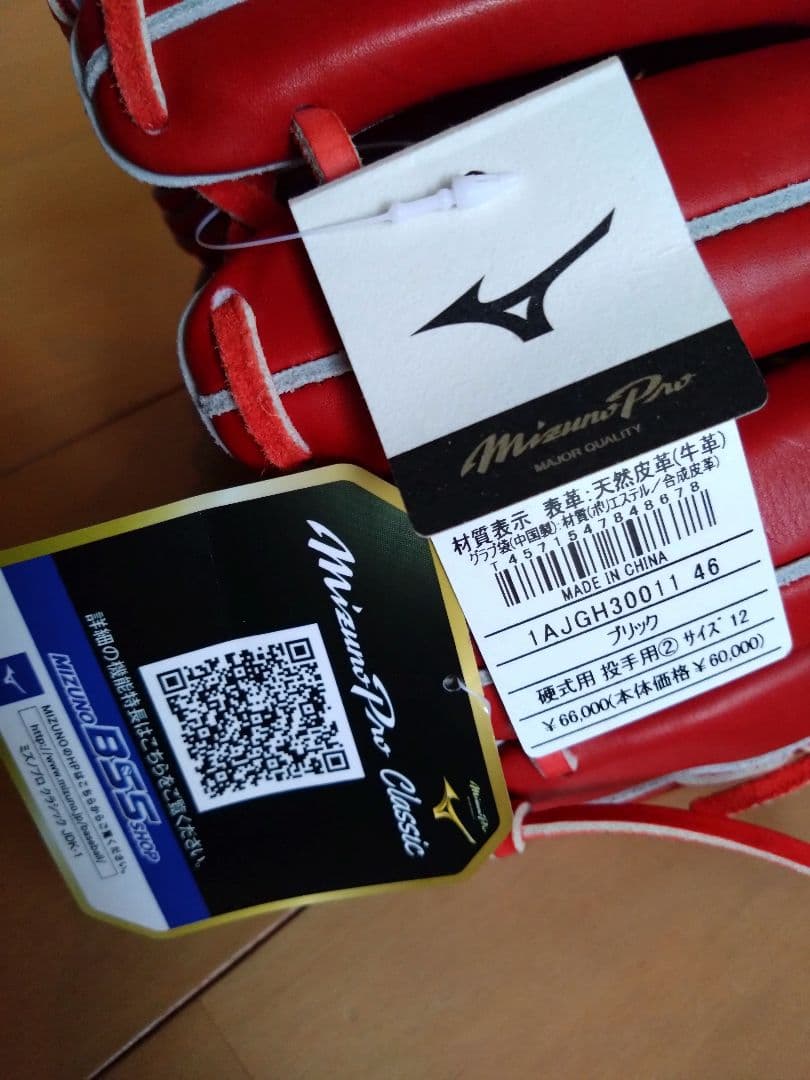 Mizuno Pro
MAJOR QUALITY
材質表示 表革:天然皮革(牛革)
グラブ袋(中国製):材質(ポリエステル/合成皮革)
T 4571547848678
MADE IN CHINA
1AJGH30011 46
ブリック
硬式用 投手用② サイズ 12
¥66,000(本体価格¥60,000)
Mizuno Pro Classic
Mizuno Pro
詳細の機能特長はこちらをご覧ください。
MIZUNO BSS SHOP
MIZUNOのHPはこちらからご覧ください。
http://www.mizuno.jp/baseball/
ミズノプロ クラシック JDK-1